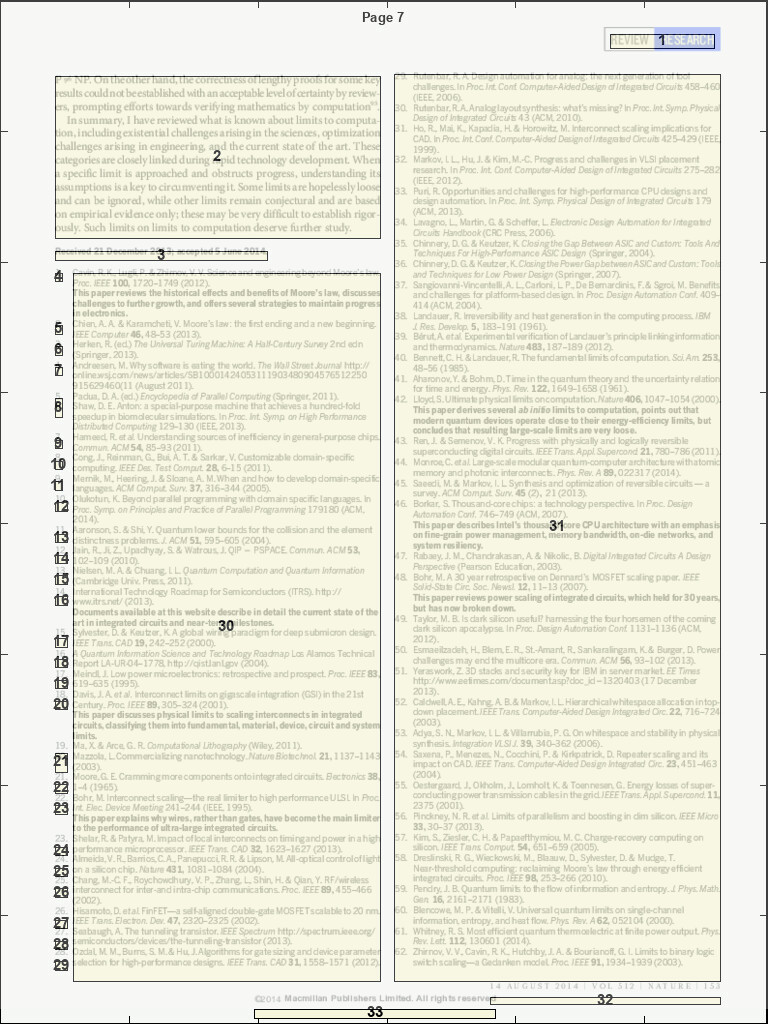 Page 7
REVIEW RESEARCH
1
P ≠ NP. On the other hand, the correctness of lengthy proofs for some key
results could not be established with an acceptable level of certainty by review-
ers, prompting efforts towards verifying mathematics by computation
In summary, I have reviewed what is known about limits to computa-
tion, including existential challenges arising in the sciences, optimization
challenges arising in engineering, and the current state of the art. These
categories are closely linked during rapid technology development. When
a specific limit is approached and obstructs progress, understanding its
assumptions is a key to circumventing it. Some limits are hopelessly loose
and can be ignored, while other limits remain conjectural and are based
on empirical evidence only; these may be very difficult to establish rigor-
ously. Such limits on limits to computation deserve further study.
2
Received 21 December 2013; accepted 5 June 2014.
3
4
Cavin, R. K., Lugli, P. & Zhirnov, V. V. Science and engineering beyond Moore's law.
Proc. IEEE 100, 1720–1749 (2012).
This paper reviews the historical effects and benefits of Moore's law, discusses
challenges to further growth, and offers several strategies to maintain progress
in electronics.
5
Chien, A. A. & Karamcheti, V. Moore's law: the first ending and a new beginning.
IEEE Computer 46, 48–53 (2013).
6
Herken, R. (ed.) The Universal Turing Machine: A Half-Century Survey 2nd edn
(Springer, 2013).
7
Andreesen, M. Why software is eating the world. The Wall Street Journal http://
online.wsj.com/news/articles/SB10001424053111903480904576512250
915629460 (11 August 2011).
8
Padua, D. A. (ed.) Encyclopedia of Parallel Computing (Springer, 2011).
Shaw, D. E. Anton: a special-purpose machine that achieves a hundred-fold
speedup in biomolecular simulations. In Proc. Int. Symp. on High Performance
Distributed Computing 129–130 (IEEE, 2013).
9
Hameed, R. et al. Understanding sources of inefficiency in general-purpose chips.
Commun. ACM 54, 85–93 (2011).
10
Cong, J., Reinman, G., Bui, A. T. & Sarkar, V. Customizable domain-specific
computing. IEEE Des. Test Comput. 28, 6–15 (2011).
11
Mernik, M., Heering, J. & Sloane, A. M. When and how to develop domain-specific
languages. ACM Comput. Surv. 37, 316–344 (2005).
12
Olukotun, K. Beyond parallel programming with domain specific languages. In
Proc. Symp. on Principles and Practice of Parallel Programming 179180 (ACM,
2014).
13
Aaronson, S. & Shi, Y. Quantum lower bounds for the collision and the element
distinctness problems. J. ACM 51, 595–605 (2004).
14
Jain, R., Ji, Z., Upadhyay, S. & Watrous, J. QIP = PSPACE. Commun. ACM 53,
102–109 (2010).
15
Nielsen, M. A. & Chuang, I. L. Quantum Computation and Quantum Information
(Cambridge Univ. Press, 2011).
16
International Technology Roadmap for Semiconductors (ITRS). http://
www.itrs.net/ (2013).
Documents available at this website describe in detail the current state of the
art in integrated circuits and near-term milestones.
30
17
Sylvester, D. & Keutzer, K. A global wiring paradigm for deep submicron design.
IEEE Trans. CAD 19, 242–252 (2000).
18
A Quantum Information Science and Technology Roadmap Los Alamos Technical
Report LA-UR-04–1778, http://qist.lanl.gov (2004).
19
Meindl, J. Low power microelectronics: retrospective and prospect. Proc. IEEE 83,
619–635 (1995).
20
Davis, J. A. et al. Interconnect limits on gigascale integration (GSI) in the 21st
Century. Proc. IEEE 89, 305–324 (2001).
This paper discusses physical limits to scaling interconnects in integrated
circuits, classifying them into fundamental, material, device, circuit and system
limits.
19. Ma, X. & Arce, G. R. Computational Lithography (Wiley, 2011).
21
Mazzola, L. Commercializing nanotechnology. Nature Biotechnol. 21, 1137–1143
(2003).
22
Moore, G. E. Cramming more components onto integrated circuits. Electronics 38,
1–4 (1965).
23
Bohr, M. Interconnect scaling—the real limiter to high performance ULSI. In Proc.
Int. Elec. Device Meeting 241–244 (IEEE, 1995).
This paper explains why wires, rather than gates, have become the main limiter
to the performance of ultra-large integrated circuits.
24
23. Shelar, R. & Patyra, M. Impact of local interconnects on timing and power in a high
performance microprocessor. IEEE Trans. CAD 32, 1623–1627 (2013).
25
24. Almeida, V. R., Barrios, C. A., Panepucci, R. R. & Lipson, M. All-optical control of light
on a silicon chip. Nature 431, 1081–1084 (2004).
26
25. Chang, M.-C. F., Roychowdhury, V. P., Zhang, L., Shin, H. & Qian, Y. RF/wireless
interconnect for inter- and intra-chip communications. Proc. IEEE 89, 455–466
(2002).
27
26. Hisamoto, D. et al. FinFET—a self-aligned double-gate MOSFET scalable to 20 nm.
IEEE Trans. Electron. Dev. 47, 2320–2325 (2002).
28
27. Seabaugh, A. The tunneling transistor. IEEE Spectrum http://spectrum.ieee.org/
semiconductors/devices/the-tunneling-transistor (2013).
29
28. Ozdal, M. M., Burns, S. M. & Hu, J. Algorithms for gate sizing and device parameter
selection for high-performance designs. IEEE Trans. CAD 31, 1558–1571 (2012).
29. Rutenbar, R. A. Design automation for analog: the next generation of tool
challenges. In Proc. Int. Conf. Computer-Aided Design of Integrated Circuits 458–460
(IEEE, 2006).
30. Rutenbar, R. A. Analog layout synthesis: what's missing? In Proc. Int. Symp. Physical
Design of Integrated Circuits 43 (ACM, 2010).
31. Ho, R., Mai, K., Kapadia, H. & Horowitz, M. Interconnect scaling implications for
CAD. In Proc. Int. Conf. Computer-Aided Design of Integrated Circuits 425–429 (IEEE,
1999).
32. Markov, I. L., Hu, J. & Kim, M.-C. Progress and challenges in VLSI placement
research. In Proc. Int. Conf. Computer-Aided Design of Integrated Circuits 275–282
(IEEE, 2012).
33. Puri, R. Opportunities and challenges for high-performance CPU designs and
design automation. In Proc. Int. Symp. Physical Design of Integrated Circuits 179
(ACM, 2013).
34. Lavagno, L., Martin, G. & Scheffer, L. Electronic Design Automation for Integrated
Circuits Handbook (CRC Press, 2006).
35. Chinnery, D. G. & Keutzer, K. Closing the Gap Between ASIC and Custom: Tools And
Techniques For High-Performance ASIC Design (Springer, 2004).
36. Chinnery, D. G. & Keutzer, K. Closing the Power Gap between ASIC and Custom: Tools
and Techniques for Low Power Design (Springer, 2007).
37. Sangiovanni-Vincentelli, A. L., Carloni, L. P., De Bernardinis, F. & Sgroi, M. Benefits
and challenges for platform-based design. In Proc. Design Automation Conf. 409–
414 (ACM, 2004).
38. Landauer, R. Irreversibility and heat generation in the computing process. IBM
J. Res. Develop. 5, 183–191 (1961).
39. Bérut, A. et al. Experimental verification of Landauer's principle linking information
and thermodynamics. Nature 483, 187–189 (2012).
40. Bennett, C. H. & Landauer, R. The fundamental limits of computation. Sci. Am. 253,
48–56 (1985).
41. Aharonov, Y. & Bohm, D. Time in the quantum theory and the uncertainty relation
for time and energy. Phys. Rev. 122, 1649–1658 (1961).
42. Lloyd, S. Ultimate physical limits on computation. Nature 406, 1047–1054 (2000).
This paper derives several ab initio limits to computation, points out that
modern quantum devices operate close to their energy-efficiency limits, but
concludes that resulting large-scale limits are very loose.
43. Ren, J. & Semenov, V. K. Progress with physically and logically reversible
superconducting digital circuits. IEEE Trans. Appl. Supercond. 21, 780–786 (2011).
44. Monroe, C. et al. Large-scale modular quantum-computer architecture with atomic
memory and photonic interconnects. Phys. Rev. A 89, 022317 (2014).
45. Saeedi, M. & Markov, I. L. Synthesis and optimization of reversible circuits — a
survey. ACM Comput. Surv. 45 (2), 21 (2013).
46. Borkar, S. Thousand-core chips: a technology perspective. In Proc. Design
Automation Conf. 746–749 (ACM, 2007).
This paper describes Intel's thousand-core CPU architecture with an emphasis
on fine-grain power management, memory bandwidth, on-die networks, and
system resiliency.
31
47. Rabaey, J. M., Chandrakasan, A. & Nikolic, B. Digital Integrated Circuits A Design
Perspective (Pearson Education, 2003).
48. Bohr, M. A 30 year retrospective on Dennard's MOSFET scaling paper. IEEE
Solid-State Circ. Soc. Newsl. 12, 11–13 (2007).
This paper reviews power scaling of integrated circuits, which held for 30 years,
but has now broken down.
49. Taylor, M. B. Is dark silicon useful? harnessing the four horsemen of the coming
dark silicon apocalypse. In Proc. Design Automation Conf. 1131–1136 (ACM,
2012).
50. Esmaeilzadeh, H., Blem, E. R., St.-Amant, R., Sankaralingam, K. & Burger, D. Power
challenges may end the multicore era. Commun. ACM 56, 93–102 (2013).
51. Yeraswork, Z. 3D stacks and security key for IBM in server market. EE Times
http://www.eetimes.com/document.asp?doc_id=1320403 (17 December
2013).
52. Caldwell, A. E., Kahng, A. B. & Markov, I. L. Hierarchical whitespace allocation in top-
down placement. IEEE Trans. Computer-Aided Design Integrated Circ. 22, 716–724
(2003).
53. Adya, S. N., Markov, I. L. & Villarrubia, P. G. On whitespace and stability in physical
synthesis. Integration VLSI J. 39, 340–362 (2006).
54. Saxena, P., Menezes, N., Cocchini, P. & Kirkpatrick, D. Repeater scaling and its
impact on CAD. IEEE Trans. Computer-Aided Design Integrated Circ. 23, 451–463
(2004).
55. Oestergaard, J., Okholm, J., Lomholt, K. & Toennesen, G. Energy losses of super-
conducting power transmission cables in the grid. IEEE Trans. Appl. Supercond. 11,
2375 (2001).
56. Pinckney, N. R. et al. Limits of parallelism and boosting in dim silicon. IEEE Micro
33, 30–37 (2013).
57. Kim, S., Ziesler, C. H. & Papaefthymiou, M. C. Charge-recovery computing on
silicon. IEEE Trans. Comput. 54, 651–659 (2005).
58. Dreslinski, R. G., Wieckowski, M., Blaauw, D., Sylvester, D. & Mudge, T.
Near-threshold computing: reclaiming Moore's law through energy efficient
integrated circuits. Proc. IEEE 98, 253–266 (2010).
59. Pendry, J. B. Quantum limits to the flow of information and entropy. J. Phys. Math.
Gen. 16, 2161–2171 (1983).
60. Blencowe, M. P. & Vitelli, V. Universal quantum limits on single-channel
information, entropy, and heat flow. Phys. Rev. A 62, 052104 (2000).
61. Whitney, R. S. Most efficient quantum thermoelectric at finite power output. Phys.
Rev. Lett. 112, 130601 (2014).
62. Zhirnov, V. V., Cavin, R. K., Hutchby, J. A. & Bourianoff, G. I. Limits to binary logic
switch scaling—a Gedanken model. Proc. IEEE 91, 1934–1939 (2003).
14 AUGUST 2014 | VOL 512 | NATURE | 153
32
©2014 Macmillan Publishers Limited. All rights reserved
33